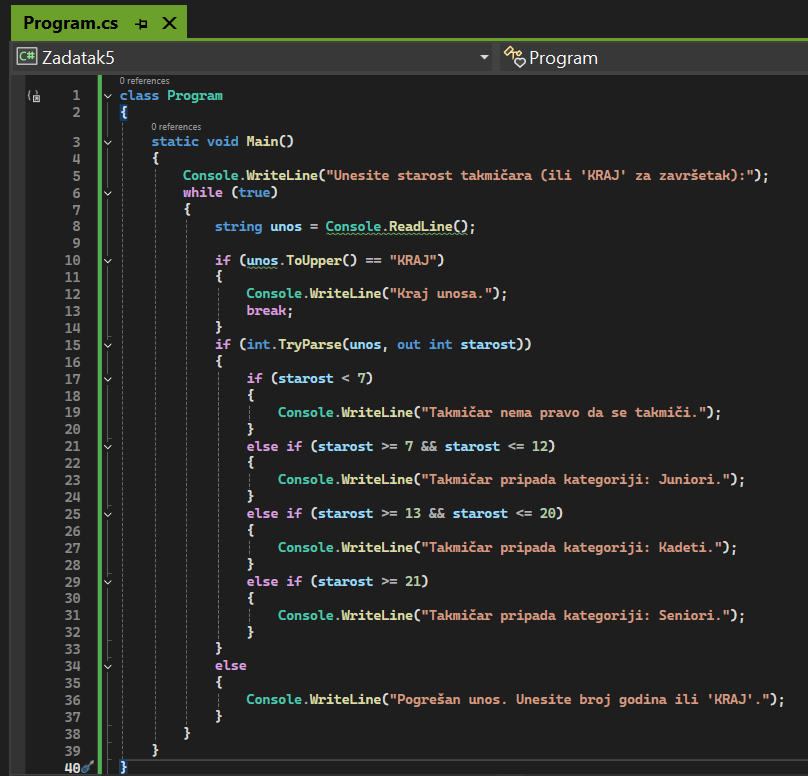 Program.cs
C# Zadatak5 Program
0 references
1 class Program
2 {
0 references
3 static void Main()
4 {
5 Console.WriteLine("Unesite starost takmičara (ili 'KRAJ' za završetak):");
6 while (true)
7 {
8 string unos = Console.ReadLine();
9
10 if (unos.ToUpper() == "KRAJ")
11 {
12 Console.WriteLine("Kraj unosa.");
13 break;
14 }
15 if (int.TryParse(unos, out int starost))
16 {
17 if (starost < 7)
18 {
19 Console.WriteLine("Takmičar nema pravo da se takmiči.");
20 }
21 else if (starost >= 7 && starost <= 12)
22 {
23 Console.WriteLine("Takmičar pripada kategoriji: Juniori.");
24 }
25 else if (starost >= 13 && starost <= 20)
26 {
27 Console.WriteLine("Takmičar pripada kategoriji: Kadeti.");
28 }
29 else if (starost >= 21)
30 {
31 Console.WriteLine("Takmičar pripada kategoriji: Seniori.");
32 }
33 }
34 else
35 {
36 Console.WriteLine("Pogrešan unos. Unesite broj godina ili 'KRAJ'.");
37 }
38 }
39 }
40 }